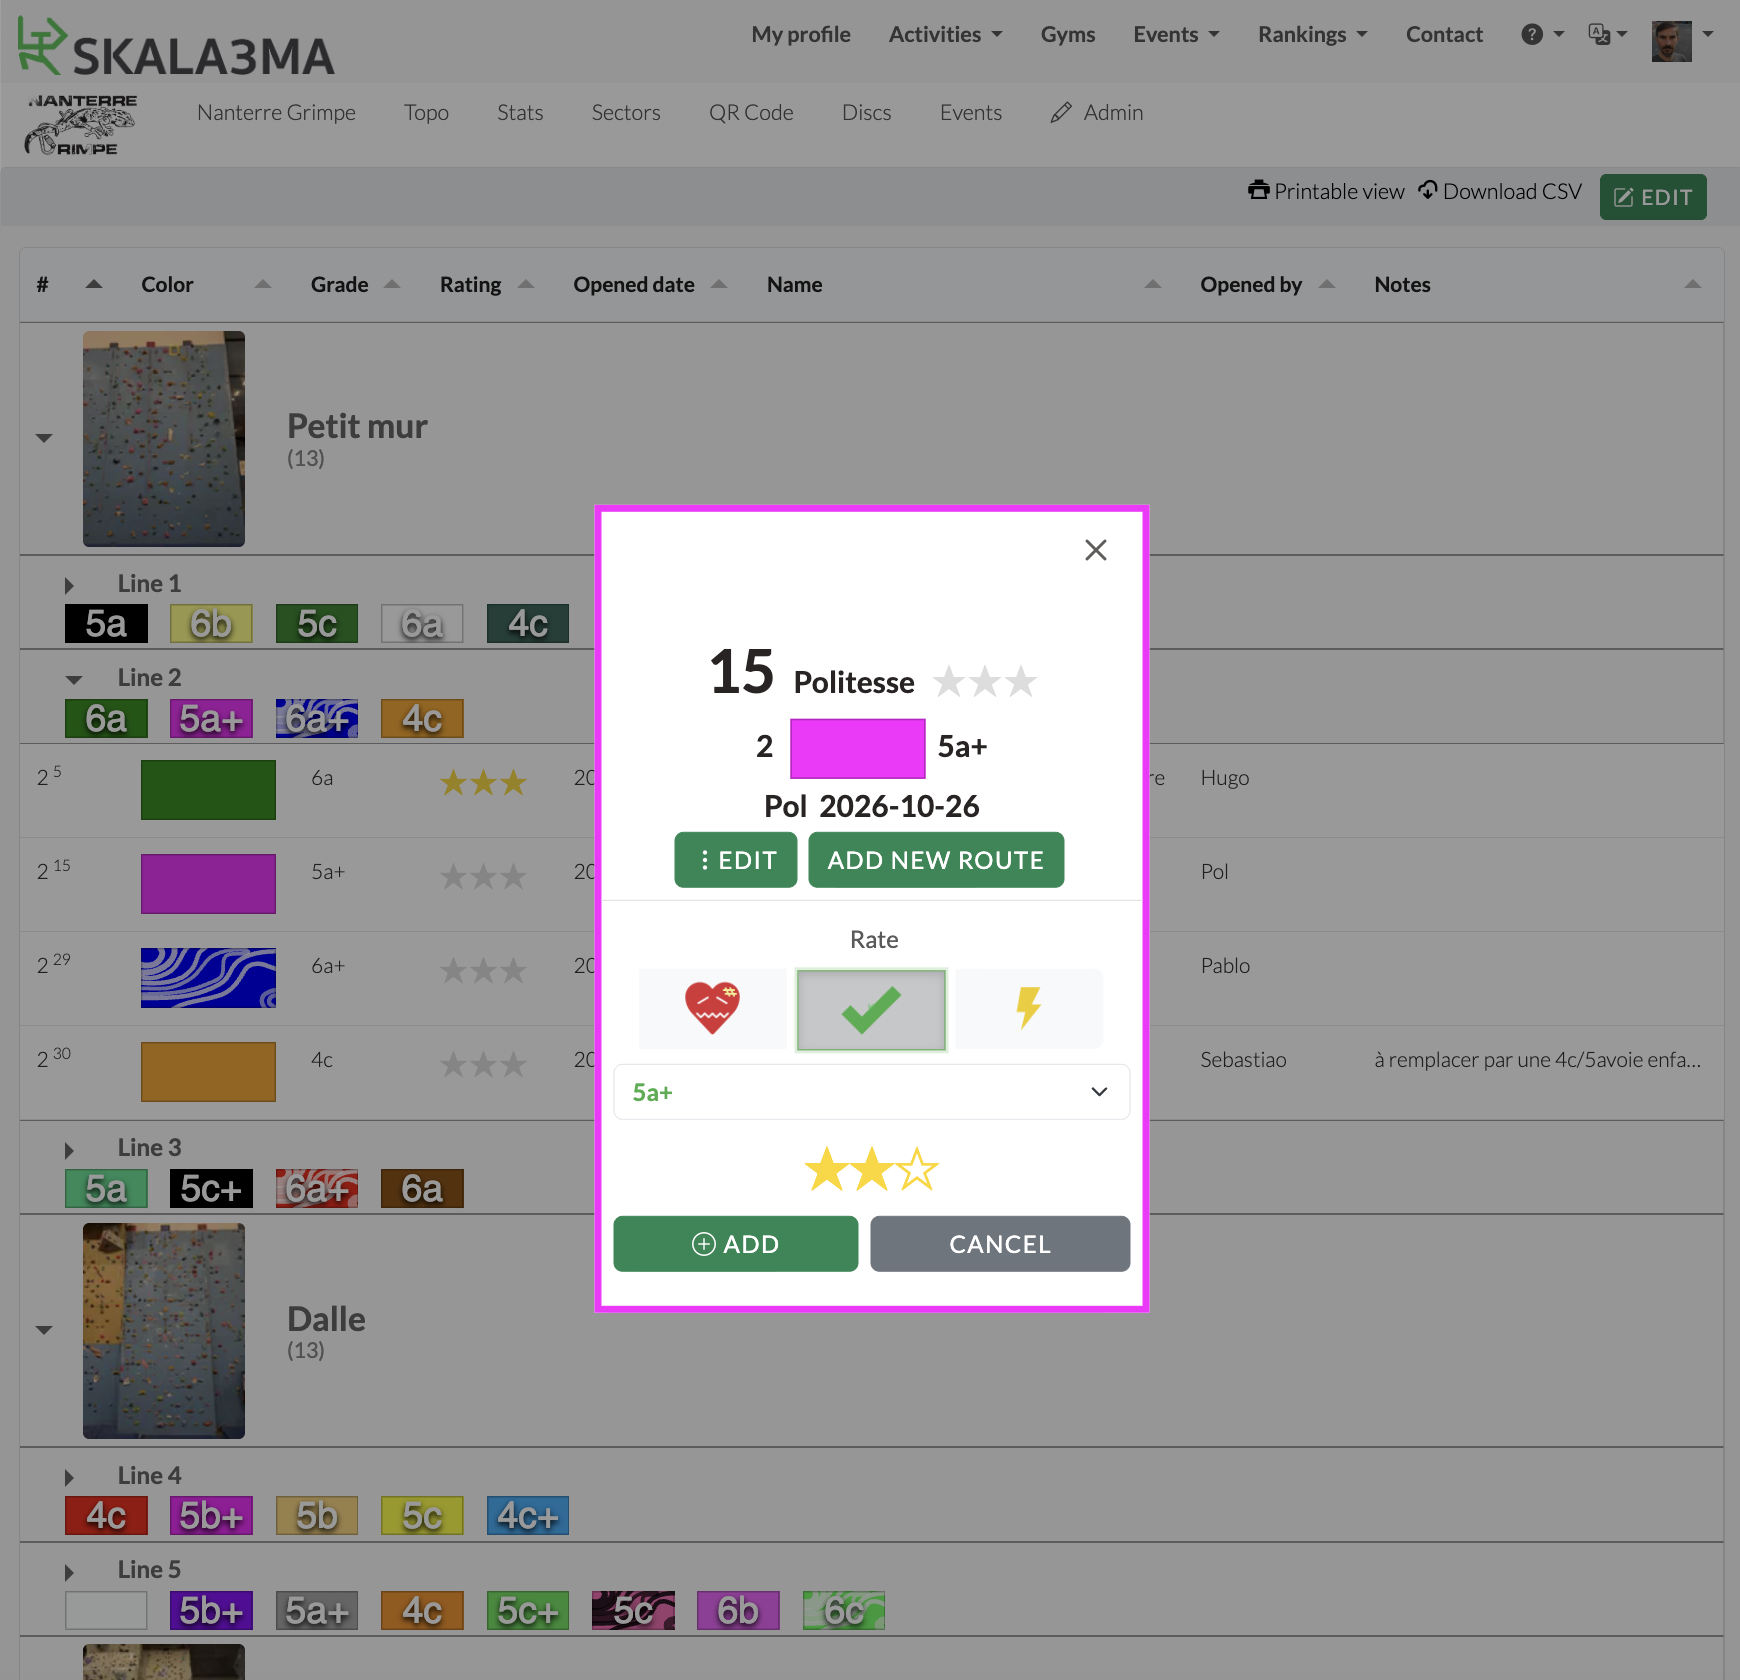 SKALA3MA
My profile Activities Gyms Events Rankings Contact
NANTERRE
GRIMPE
Nanterre Grimpe Topo Stats Sectors QR Code Discs Events Admin
Printable view Download CSV EDIT
# Color Grade Rating Opened date Name Opened by Notes
Petit mur
(13)
Line 1
5a 6b 5c 6a 4c
Line 2
6a 5a+ 6a+ 4c
2 5 6a 20 re Hugo
2 15 5a+ 20 Pol
2 29 6a+ 20 Pablo
2 30 4c 20 Sebastiao à remplacer par une 4c/5avoie enfa...
Line 3
5a 5c+ 6a+ 6a
Dalle
(13)
Line 4
4c 5b+ 5b 5c 4c+
Line 5
5b+ 5a+ 4c 5c+ 5c 6b 6c
15 Politesse
2 5a+
Pol 2026-10-26
EDIT ADD NEW ROUTE
Rate
5a+
ADD CANCEL